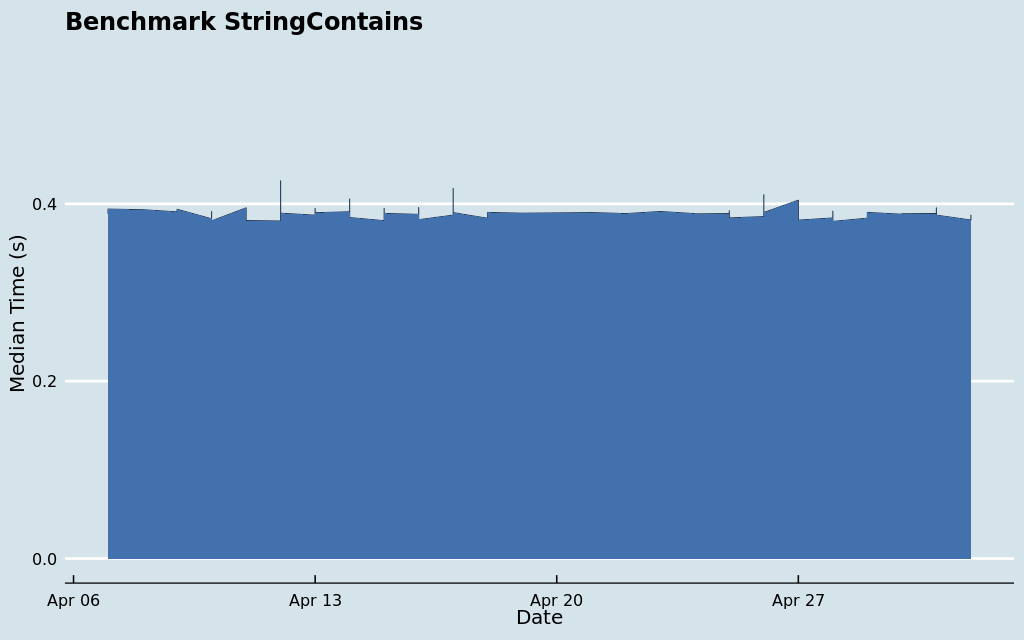 Benchmark StringContains
Median Time (s)
0.4
0.2
0.0
Apr 06 Apr 13 Apr 20 Apr 27
Date